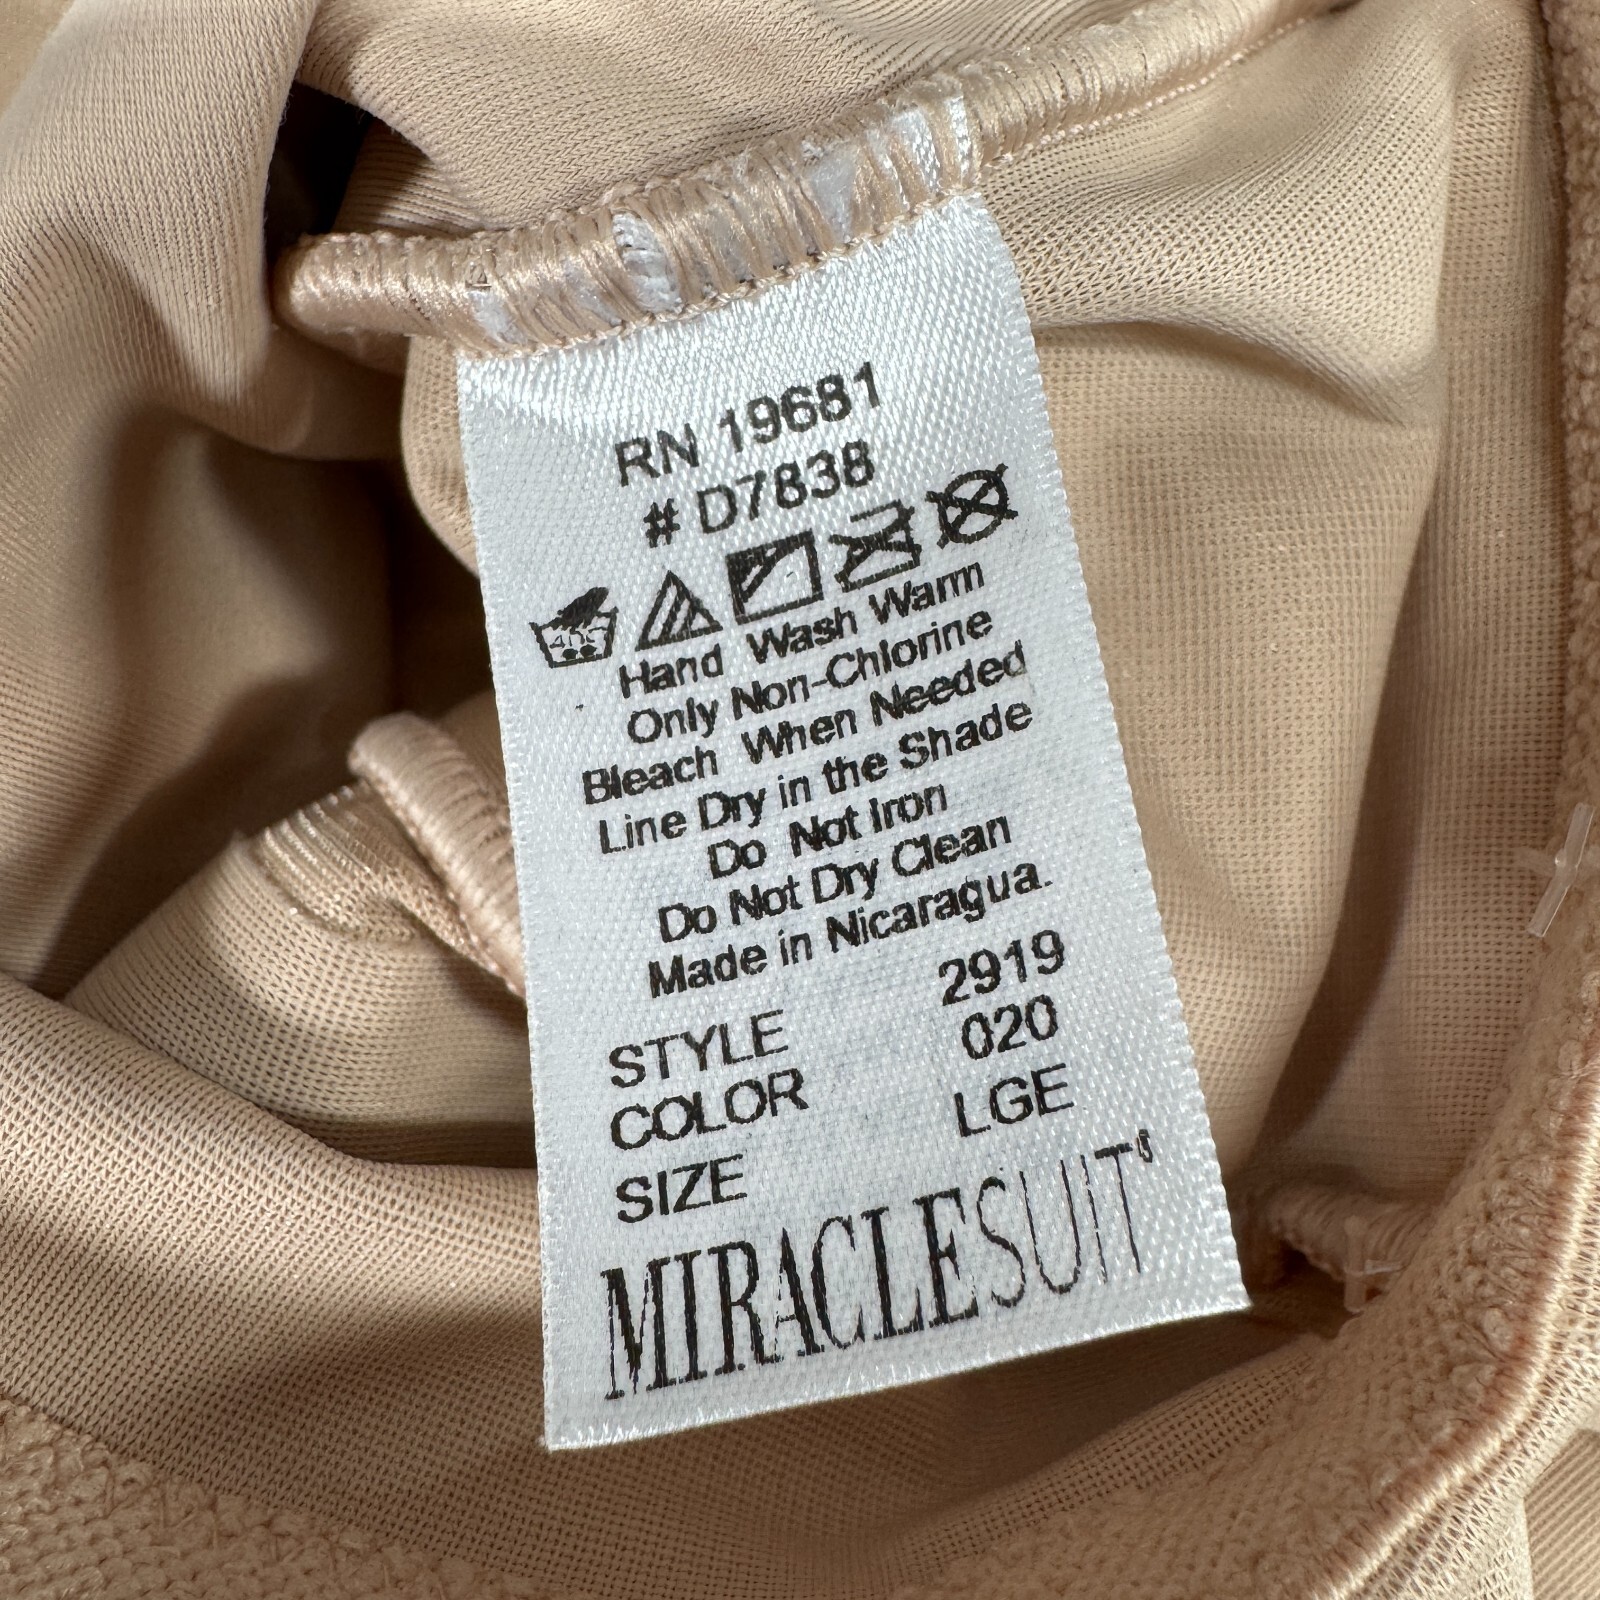 RN 19681
# D7838
40C
Hand Wash Warm
Only Non-Chlorine
Bleach When Needed
Line Dry in the Shade
Do Not Iron
Do Not Dry Clean
Made in Nicaragua.
STYLE 2919
COLOR 020
SIZE LGE
MIRACLESUIT